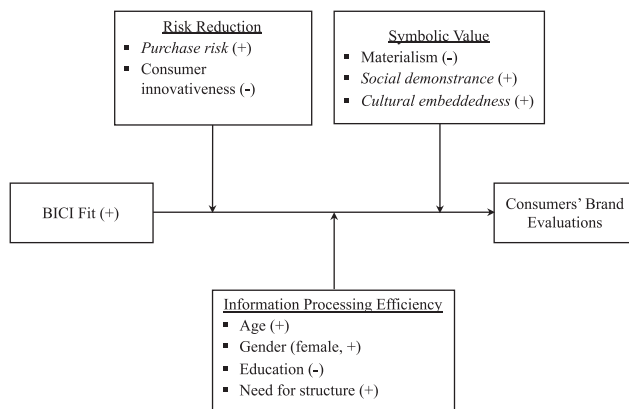 Risk Reduction
▪ Purchase risk (+)
▪ Consumer
innovativeness (-)
Symbolic Value
▪ Materialism (-)
▪ Social demonstrance (+)
▪ Cultural embeddedness (+)
BICI Fit (+)
Consumers’ Brand
Evaluations
Information Processing Efficiency
▪ Age (+)
▪ Gender (female, +)
▪ Education (-)
▪ Need for structure (+)